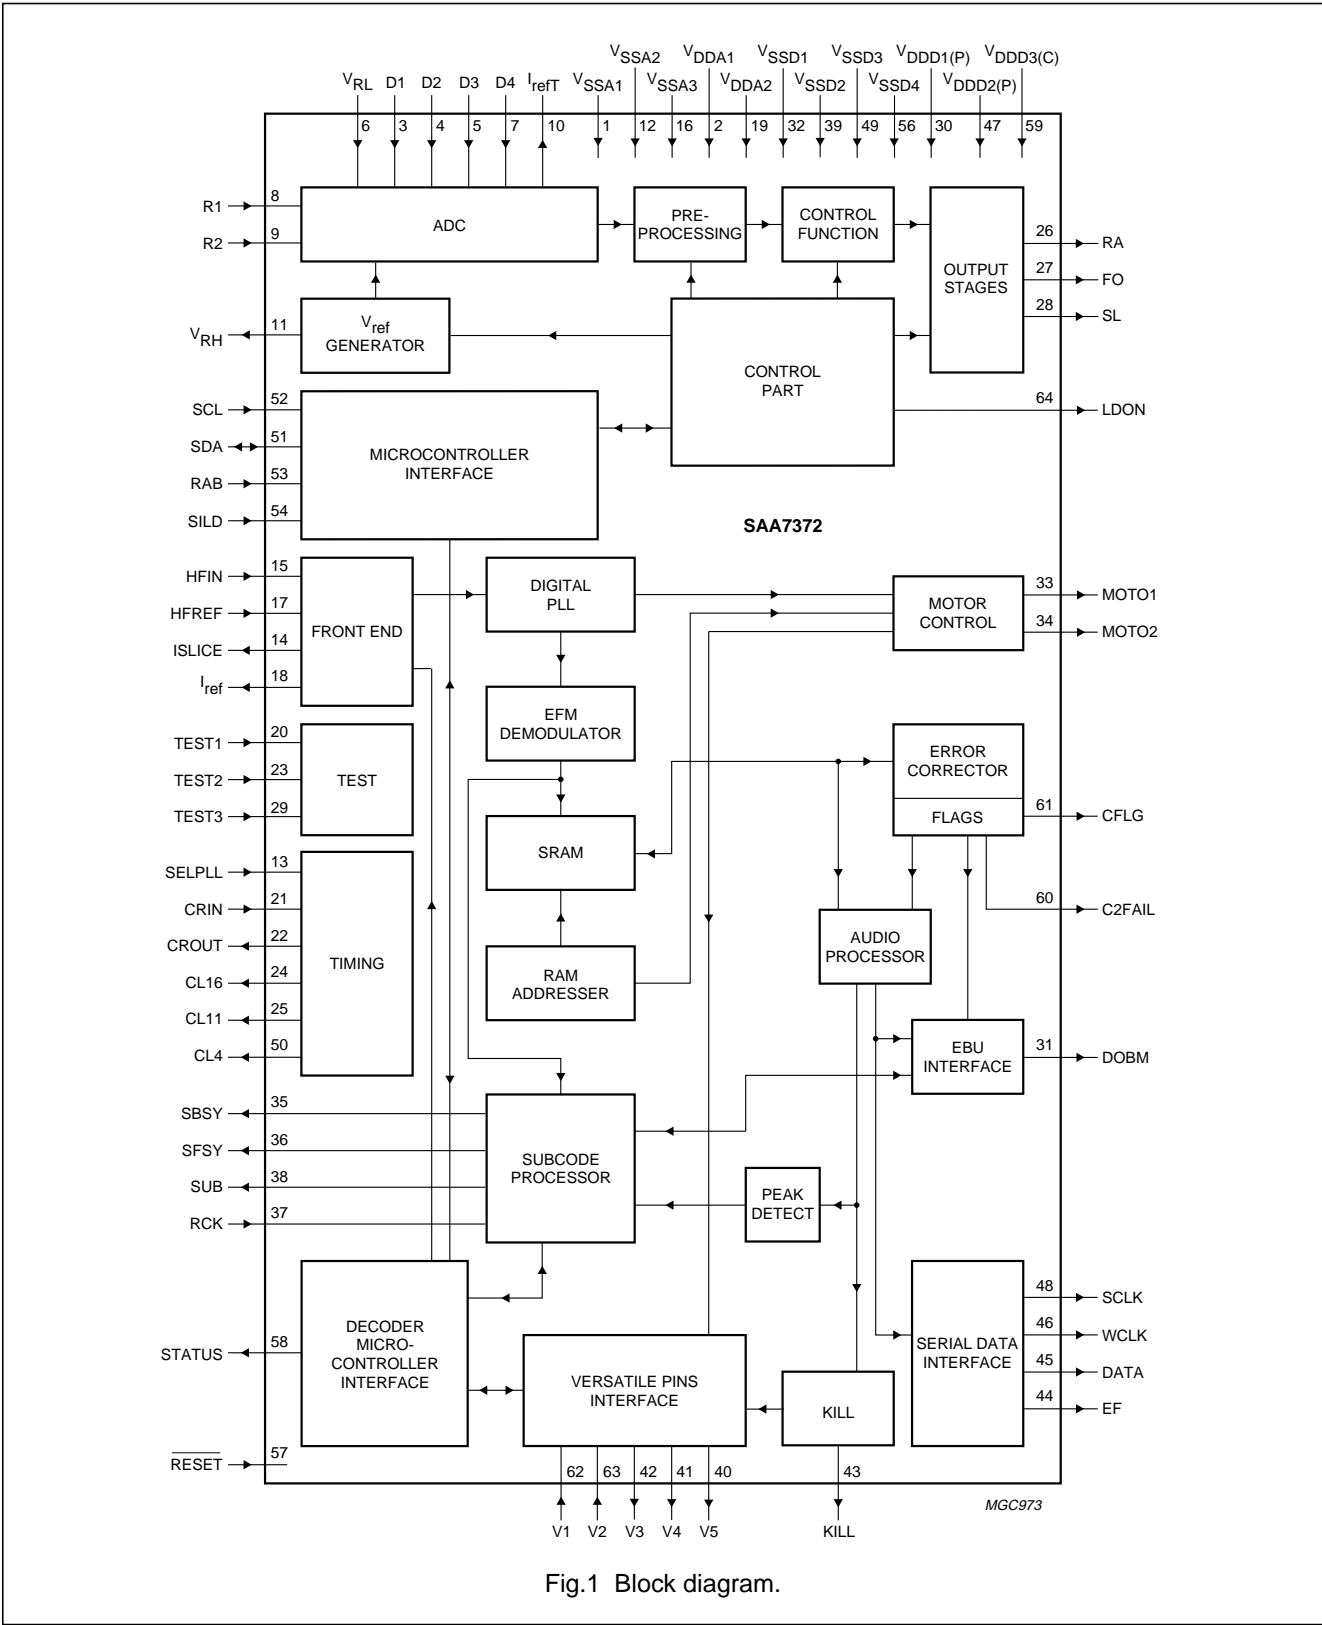 VSSA2 VDDA1 VSSD1 VSSD3 VDDD1(P) VDDD3(C)
VRL D1 D2 D3 D4 IrefT VSSA1 VSSA3 VDDA2 VSSD2 VSSD4 VDDD2(P)
6 3 4 5 7 10 1 12 16 2 19 32 39 49 56 30 47 59
R1 8
R2 9
ADC
PRE-
PROCESSING
CONTROL
FUNCTION
OUTPUT
STAGES
26 RA
27 FO
28 SL
VRH 11
Vref
GENERATOR
CONTROL
PART
64 LDON
SCL 52
SDA 51
RAB 53
SILD 54
MICROCONTROLLER
INTERFACE
SAA7372
HFIN 15
HFREF 17
ISLICE 14
Iref 18
FRONT END
DIGITAL
PLL
MOTOR
CONTROL
33 MOTO1
34 MOTO2
EFM
DEMODULATOR
TEST1 20
TEST2 23
TEST3 29
TEST
ERROR
CORRECTOR
FLAGS
61 CFLG
60 C2FAIL
SRAM
SELPLL 13
CRIN 21
CROUT 22
CL16 24
CL11 25
CL4 50
TIMING
RAM
ADDRESSER
AUDIO
PROCESSOR
EBU
INTERFACE
31 DOBM
SBSY 35
SFSY 36
SUB 38
RCK 37
SUBCODE
PROCESSOR
PEAK
DETECT
DECODER
MICRO-
CONTROLLER
INTERFACE
STATUS 58
RESET 57
VERSATILE PINS
INTERFACE
KILL
SERIAL DATA
INTERFACE
48 SCLK
46 WCLK
45 DATA
44 EF
62 63 42 41 40 43
V1 V2 V3 V4 V5 KILL
MGC973
Fig.1 Block diagram.